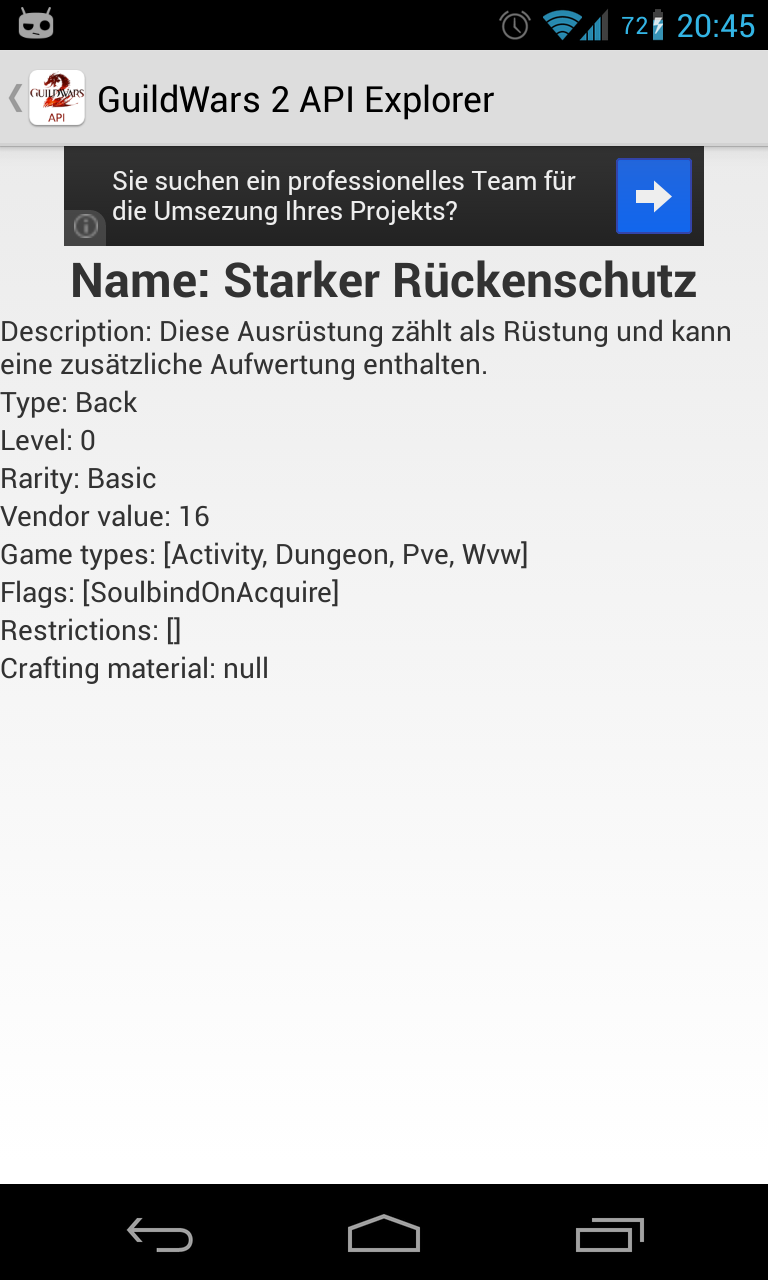 72 20:45
GUILDWARS
2
API
GuildWars 2 API Explorer
Sie suchen ein professionelles Team für
die Umsezung Ihres Projekts?
Name: Starker Rückenschutz
Description: Diese Ausrüstung zählt als Rüstung und kann
eine zusätzliche Aufwertung enthalten.
Type: Back
Level: 0
Rarity: Basic
Vendor value: 16
Game types: [Activity, Dungeon, Pve, Wvw]
Flags: [SoulbindOnAcquire]
Restrictions: []
Crafting material: null